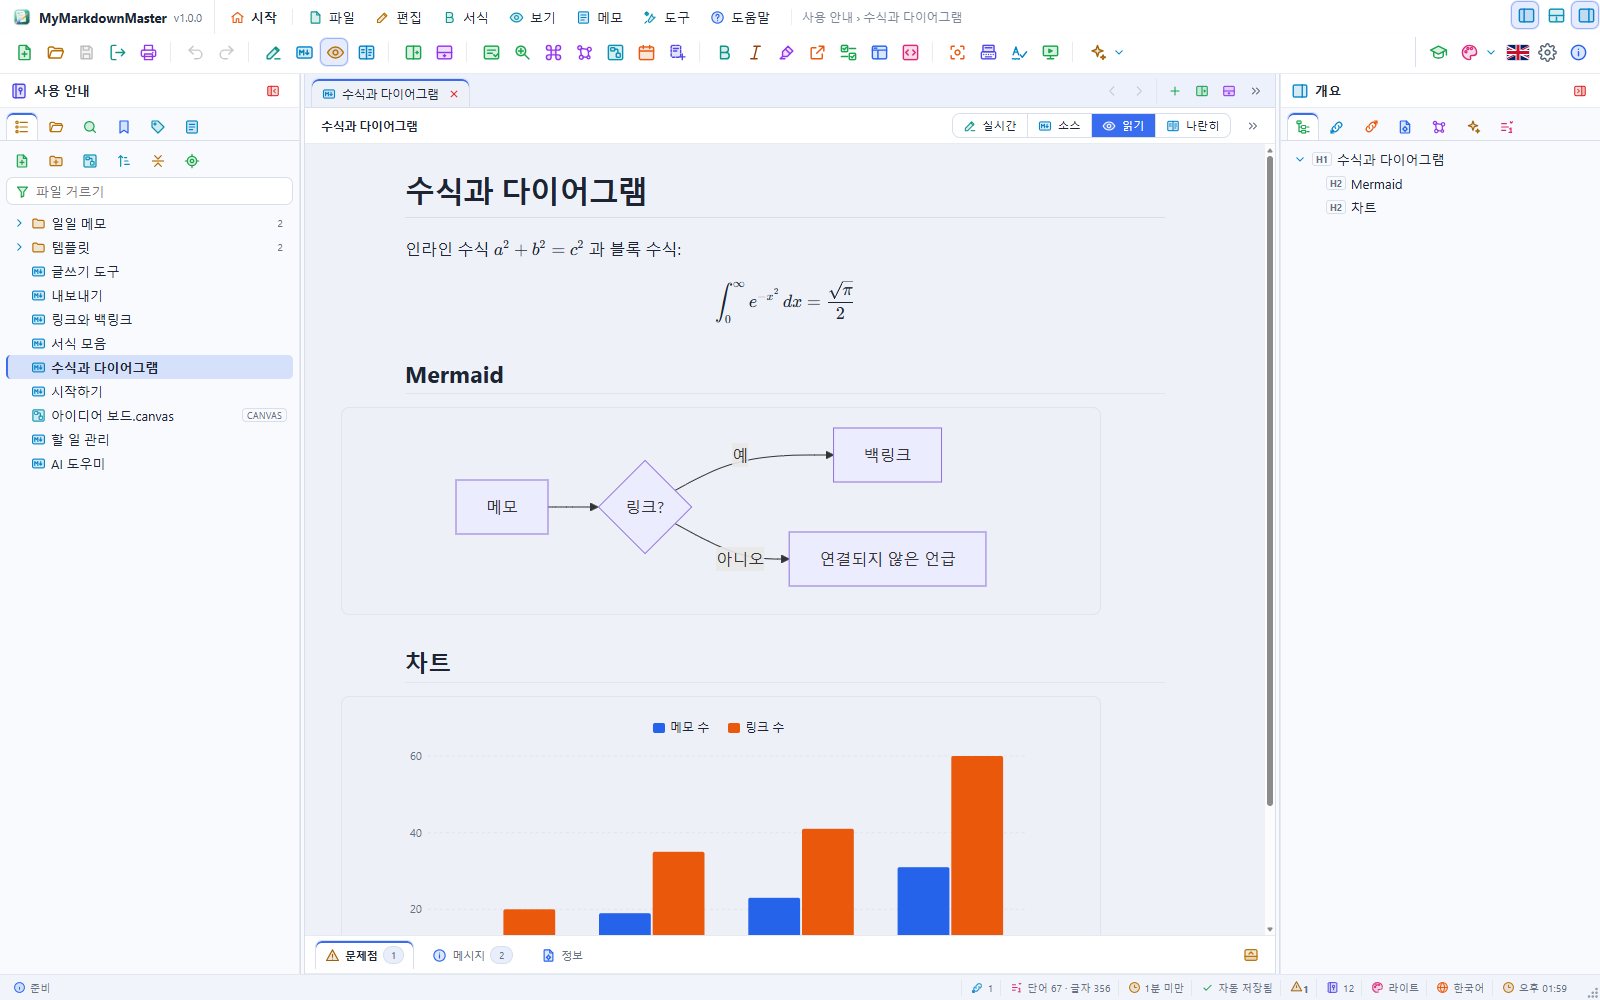 MyMarkdownMaster v1.0.0
시작
파일
편집
서식
보기
메모
도구
도움말
사용 안내 › 수식과 다이어그램
사용 안내
파일 거르기
일일 메모 2
템플릿 2
글쓰기 도구
내보내기
링크와 백링크
서식 모음
수식과 다이어그램
시작하기
아이디어 보드.canvas CANVAS
할 일 관리
AI 도우미
수식과 다이어그램
수식과 다이어그램
실시간
소스
읽기
나란히
수식과 다이어그램
인라인 수식 a² + b² = c² 과 블록 수식:
∫₀^∞ e^{-x²} dx = √π / 2
Mermaid
메모
링크?
예
백링크
아니오
연결되지 않은 언급
차트
메모 수
링크 수
60
40
20
문제점 1
메시지 2
정보
개요
H1 수식과 다이어그램
H2 Mermaid
H2 차트
준비
1
단어 67 · 글자 356
1분 미만
자동 저장됨
1
12
라이트
한국어
오후 01:59